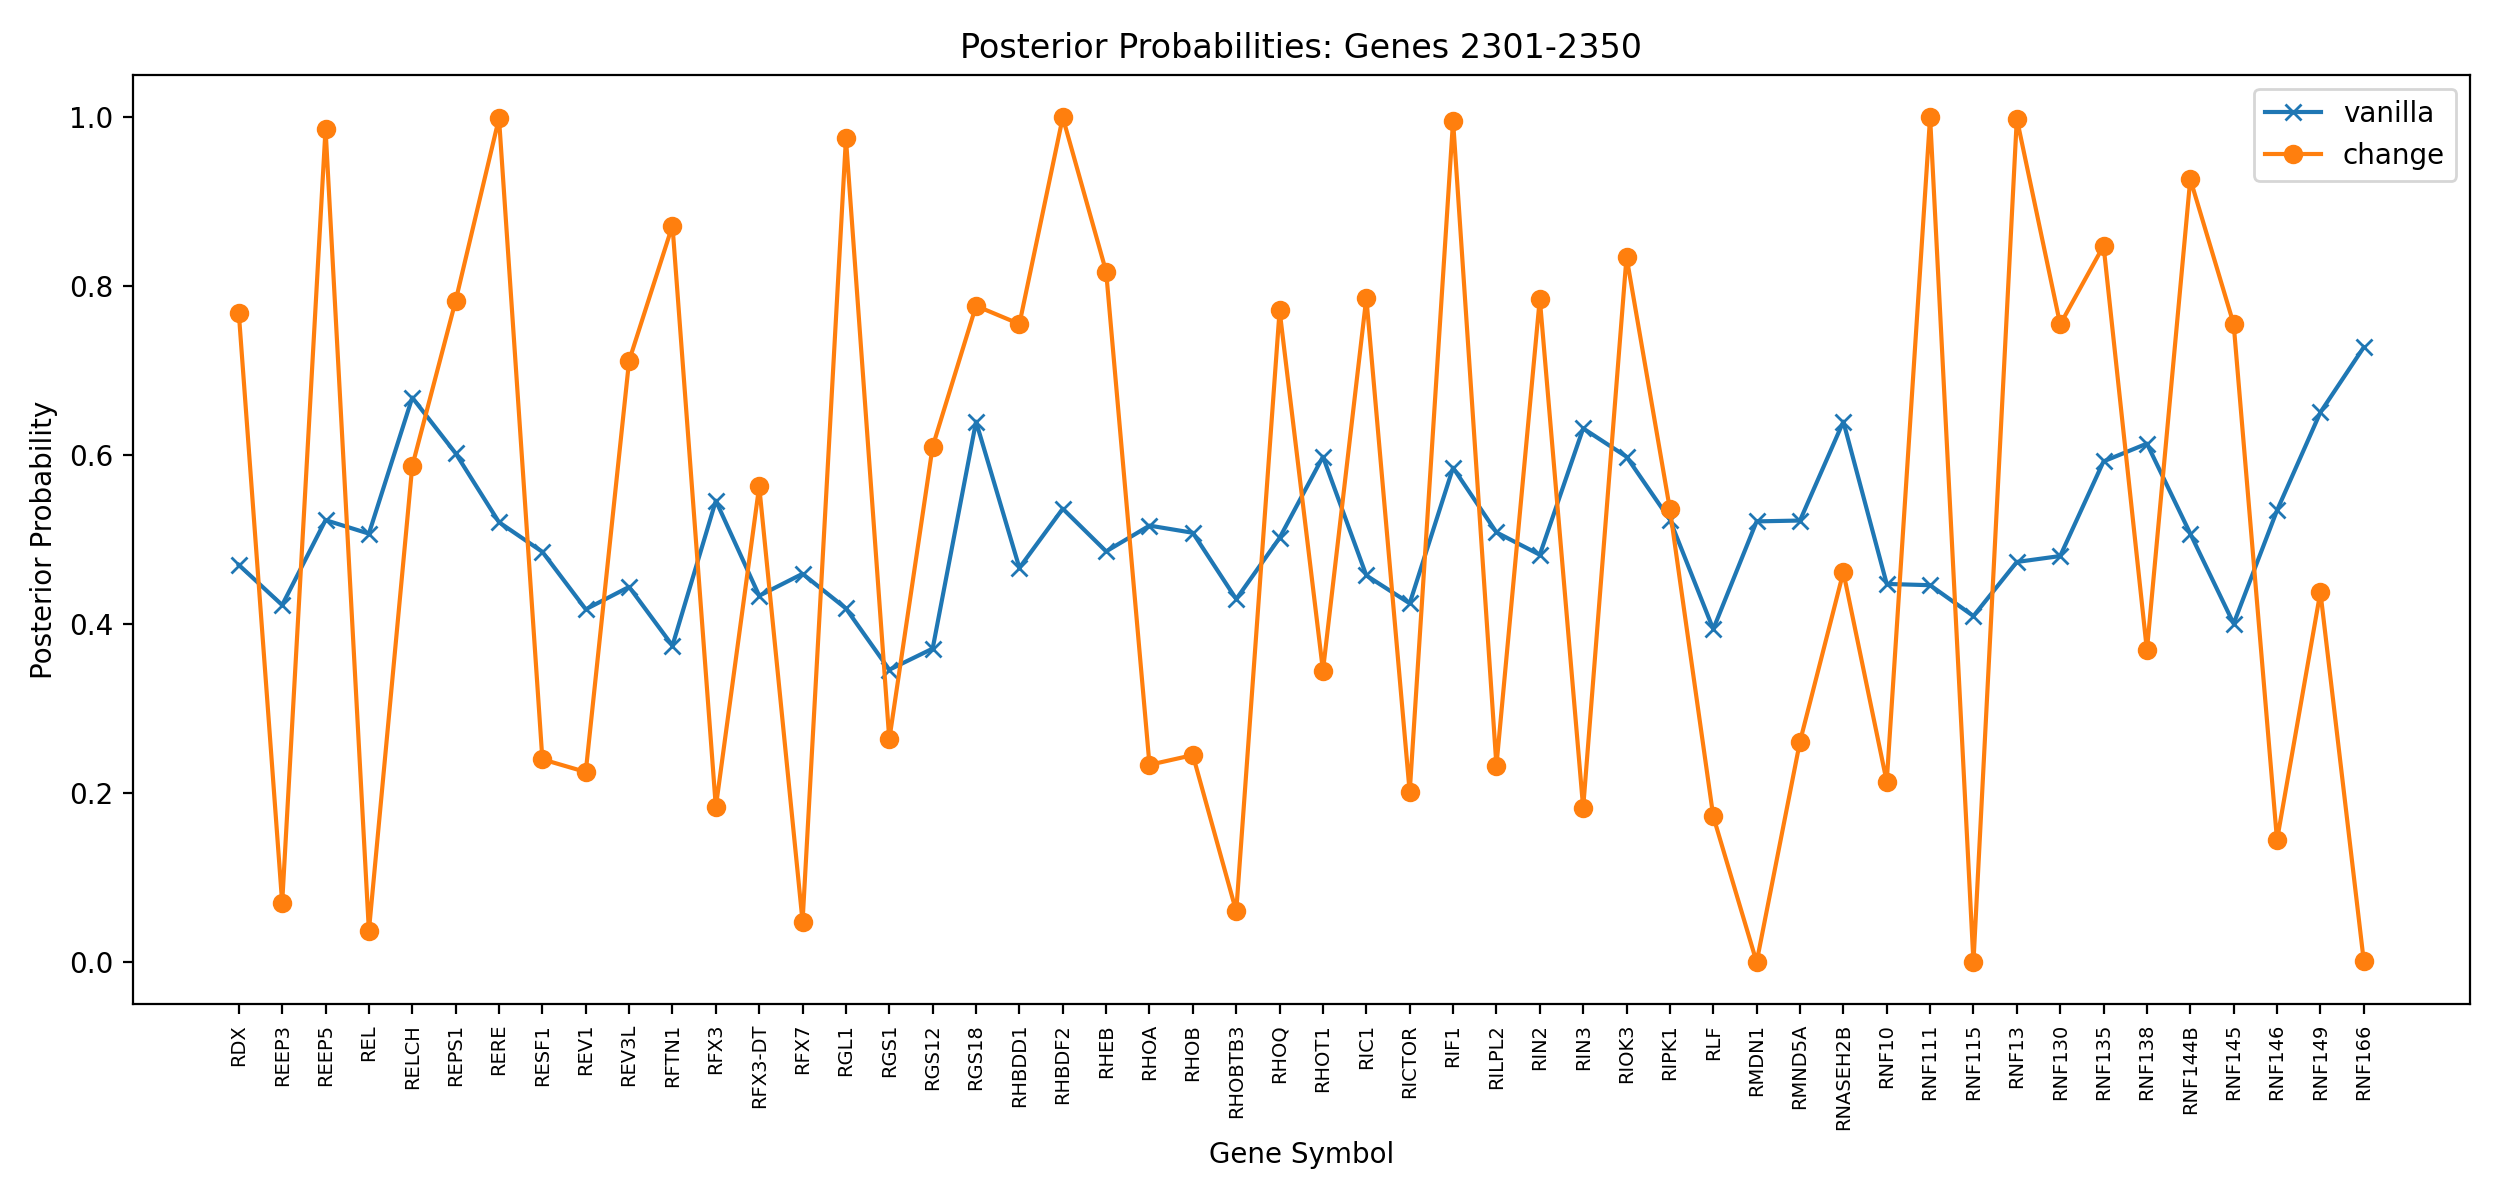 Posterior Probabilities: Genes 2301-2350
vanilla
change
Posterior Probability
1.0
0.8
0.6
0.4
0.2
0.0
RDX
REEP3
REEP5
REL
RELCH
REPS1
RERE
RESF1
REV1
REV3L
RFTN1
RFX3
RFX3-DT
RFX7
RGL1
RGS1
RGS12
RGS18
RHBDD1
RHBDF2
RHEB
RHOA
RHOB
RHOBTB3
RHOQ
RHOT1
RIC1
RICTOR
RIF1
RILPL2
RIN2
RIN3
RIOK3
RIPK1
RLF
RMDN1
RMND5A
RNASEH2B
RNF10
RNF111
RNF115
RNF13
RNF130
RNF135
RNF138
RNF144B
RNF145
RNF146
RNF149
RNF166
Gene Symbol